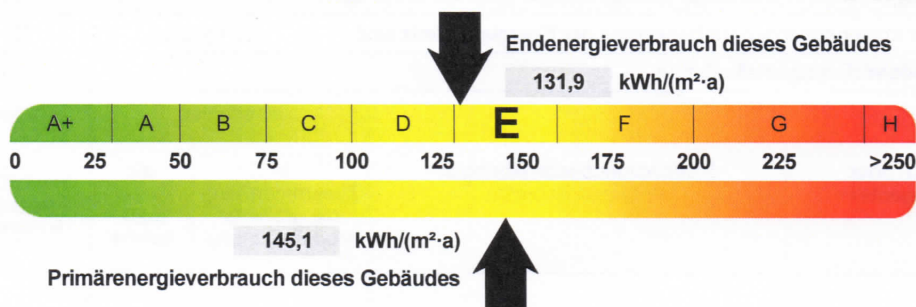 Endenergieverbrauch dieses Gebäudes
131,9 kWh/(m²·a)
A+ A B C D E F G H
0 25 50 75 100 125 150 175 200 225 >250
145,1 kWh/(m²·a)
Primärenergieverbrauch dieses Gebäudes